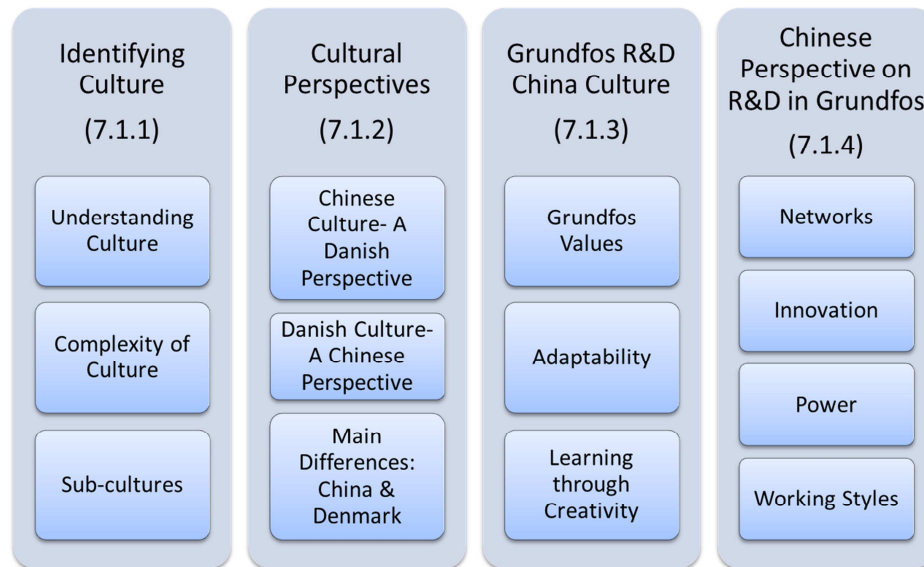 Identifying
Culture
(7.1.1)
Understanding
Culture
Complexity of
Culture
Sub-cultures
Cultural
Perspectives
(7.1.2)
Chinese
Culture- A
Danish
Perspective
Danish Culture-
A Chinese
Perspective
Main
Differences:
China &
Denmark
Grundfos R&D
China Culture
(7.1.3)
Grundfos
Values
Adaptability
Learning
through
Creativity
Chinese
Perspective on
R&D in Grundfos
(7.1.4)
Networks
Innovation
Power
Working Styles